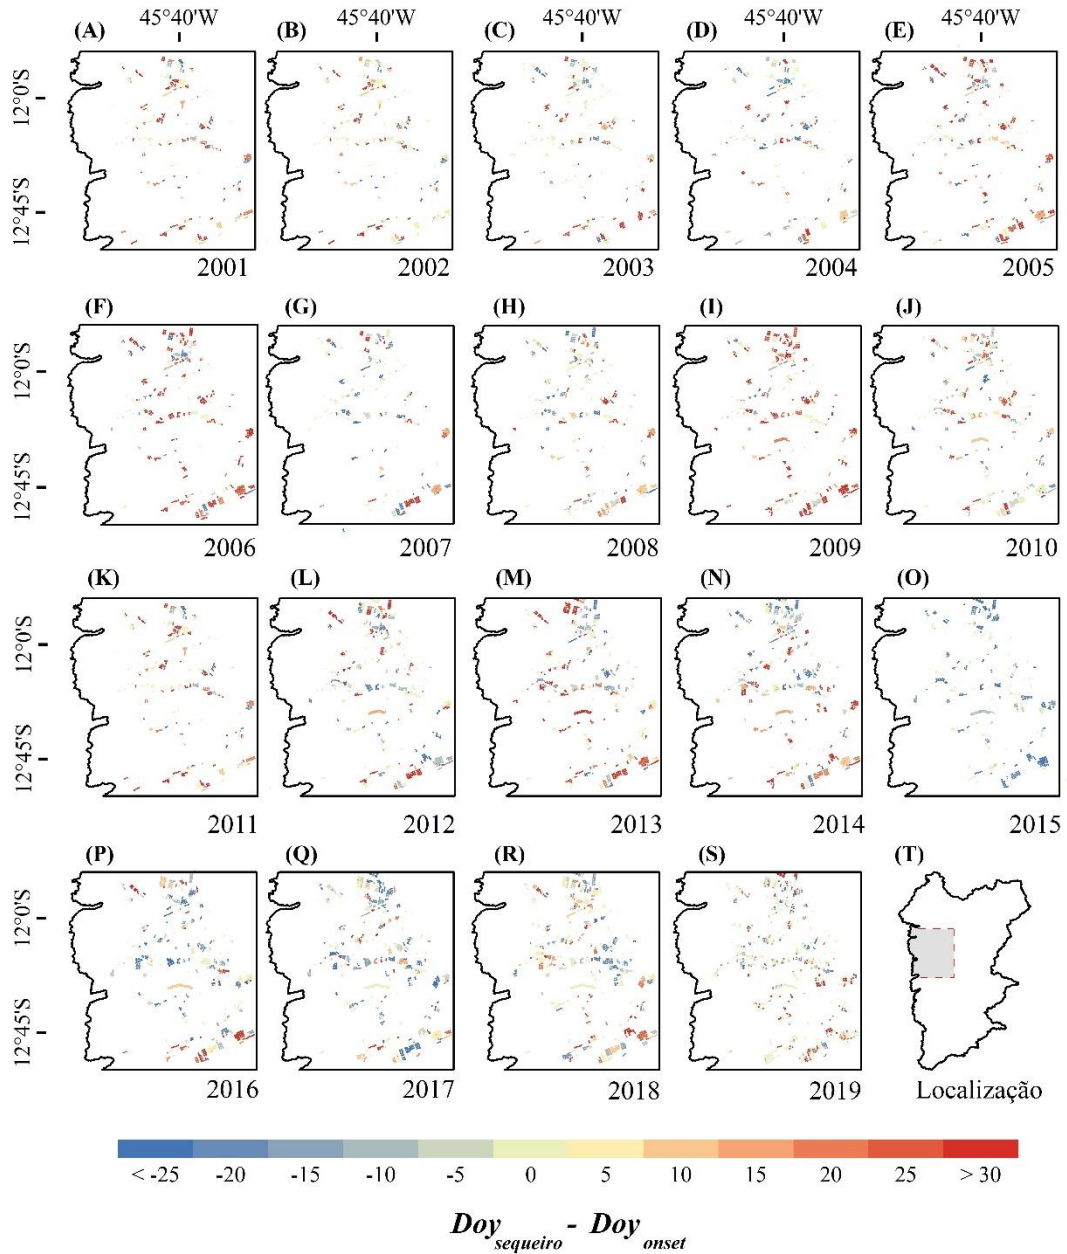 45°40'W 45°40'W 45°40'W 45°40'W 45°40'W
(A) (B) (C) (D) (E)
12°0'S
12°45'S
2001 2002 2003 2004 2005
(F) (G) (H) (I) (J)
12°0'S
12°45'S
2006 2007 2008 2009 2010
(K) (L) (M) (N) (O)
12°0'S
12°45'S
2011 2012 2013 2014 2015
(P) (Q) (R) (S) (T)
12°0'S
12°45'S
Localização
2016 2017 2018 2019
< -25 -20 -15 -10 -5 0 5 10 15 20 25 > 30
Doy sequeiro - Doy onset